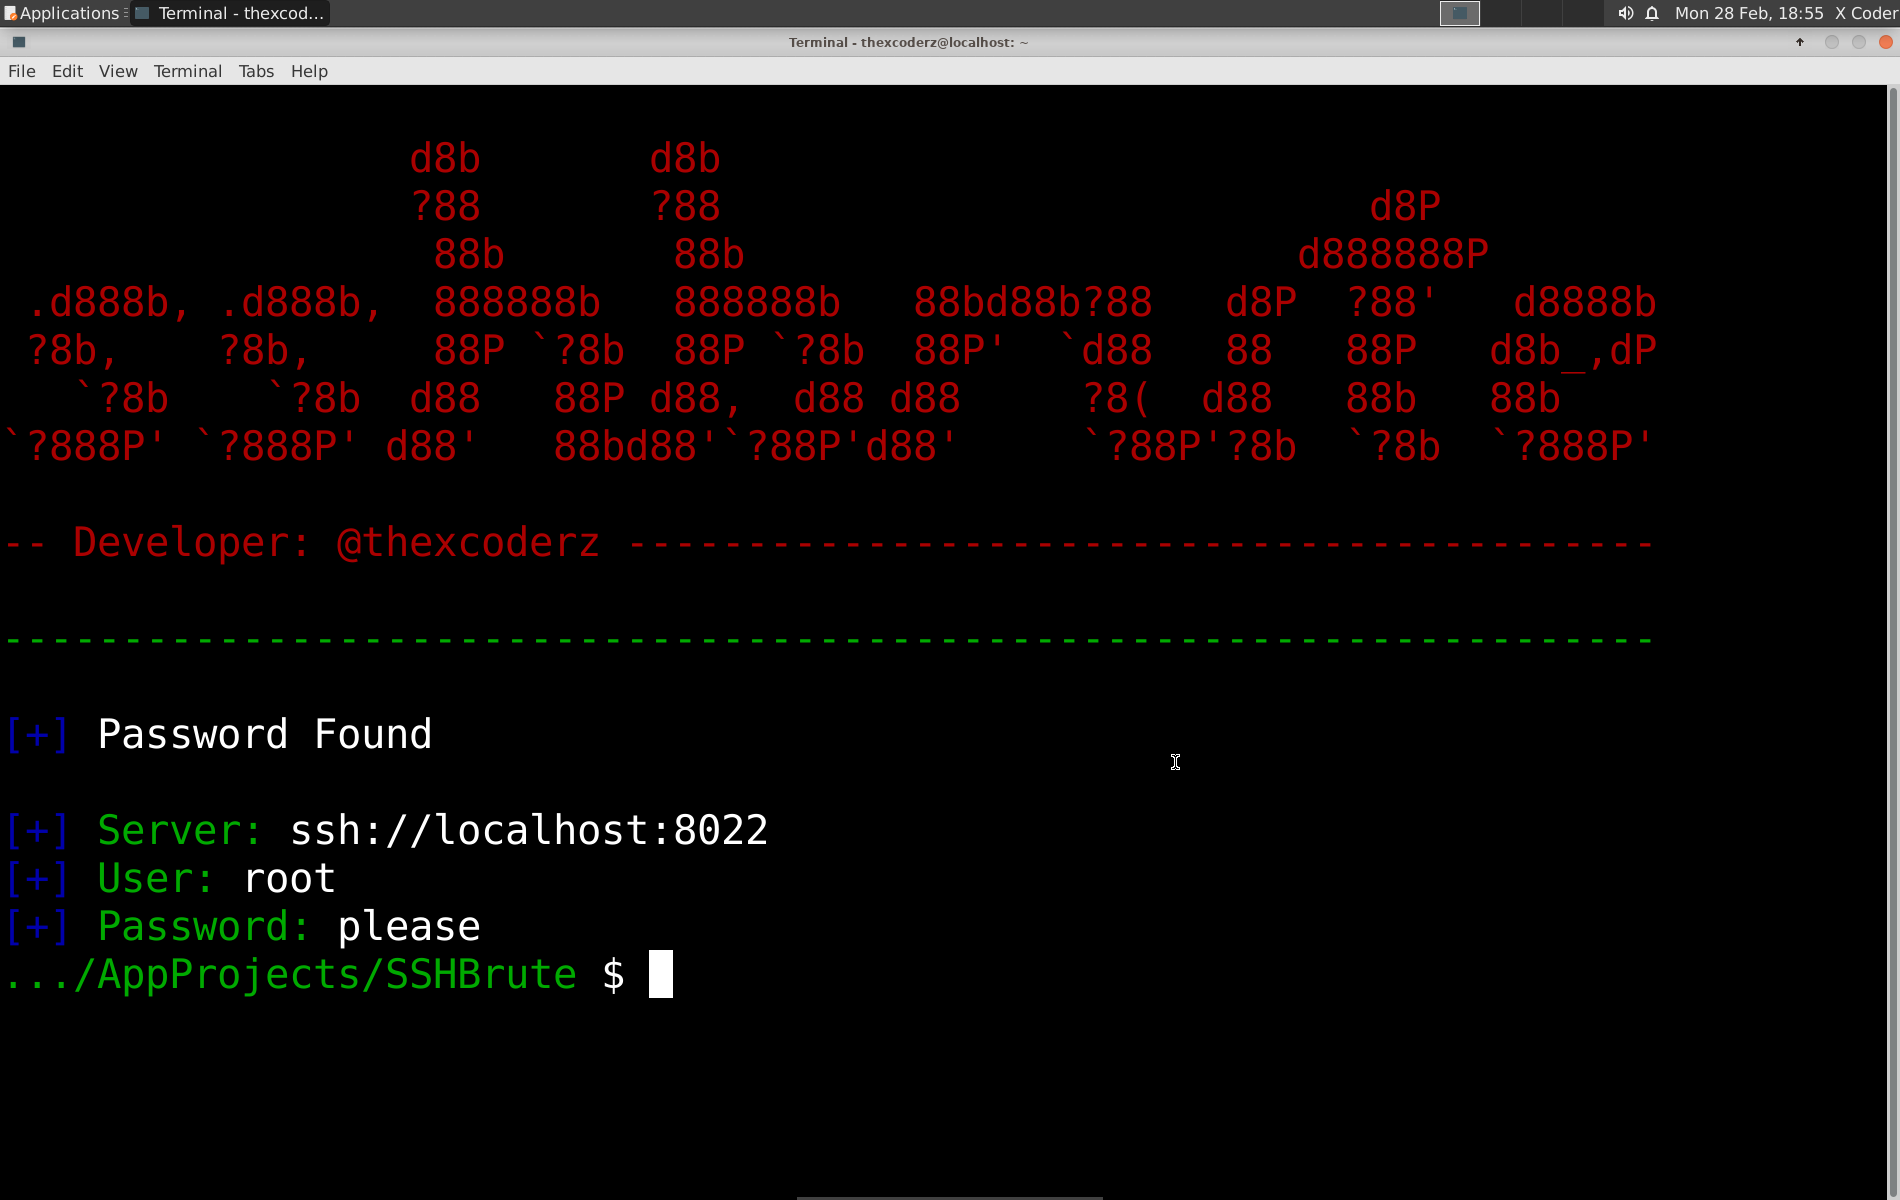 Applications Terminal - thexcod... Mon 28 Feb, 18:55 X Coder
Terminal - thexcoderz@localhost: ~
File Edit View Terminal Tabs Help
                 d8b       d8b
                 ?88       ?88                           d8P
                  88b       88b                       d888888P
 .d888b, .d888b,  888888b   888888b   88bd88b?88   d8P  ?88'   d8888b
 ?8b,    ?8b,     88P `?8b  88P `?8b  88P'  `d88   88   88P   d8b_,dP
   `?8b    `?8b  d88   88P d88,  d88 d88     ?8(  d88   88b   88b
`?888P' `?888P' d88'   88bd88'`?88P'd88'     `?88P'?8b  `?8b  `?888P'
-- Developer: @thexcoderz -------------------------------------------
---------------------------------------------------------------------
[+] Password Found
[+] Server: ssh://localhost:8022
[+] User: root
[+] Password: please
.../AppProjects/SSHBrute $